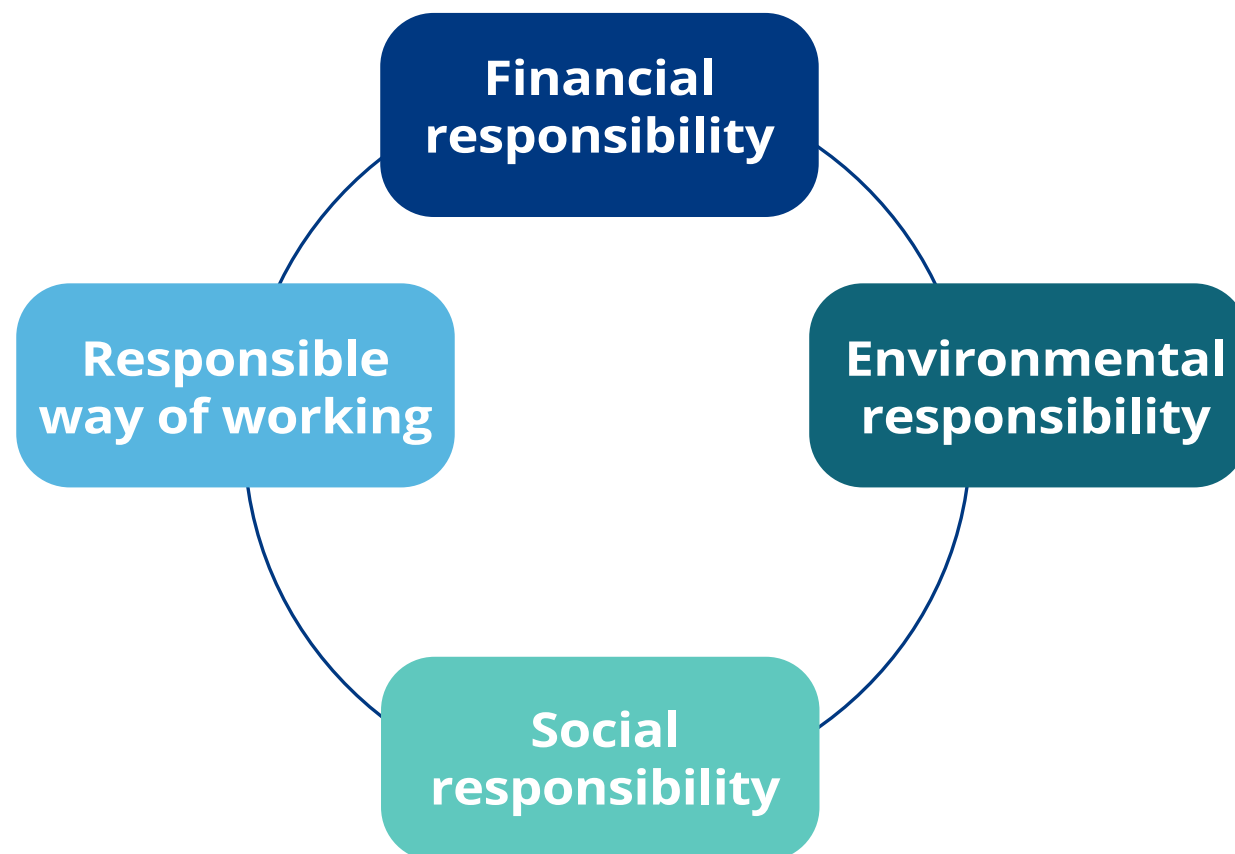 Financial
responsibility
Responsible
way of working
Environmental
responsibility
Social
responsibility